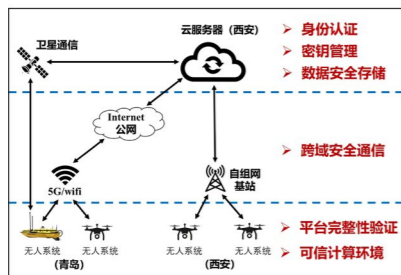 云服务器（西安）
卫星通信
身份认证
密钥管理
数据安全存储
Internet
公网
跨域安全通信
5G/wifi
自组网
基站
平台完整性验证
可信计算环境
无人系统
无人系统
无人系统
无人系统
（青岛）
（西安）